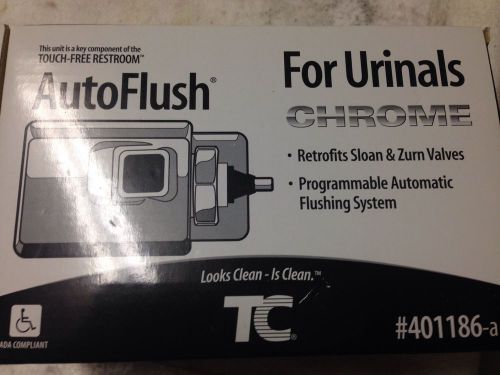 This unit is a key component of the
TOUCH-FREE RESTROOM™
AutoFlush®
For Urinals
CHROME
• Retrofits Sloan & Zurn Valves
• Programmable Automatic
Flushing System
Looks Clean - Is Clean.™
TC®
ADA COMPLIANT
#401186-a